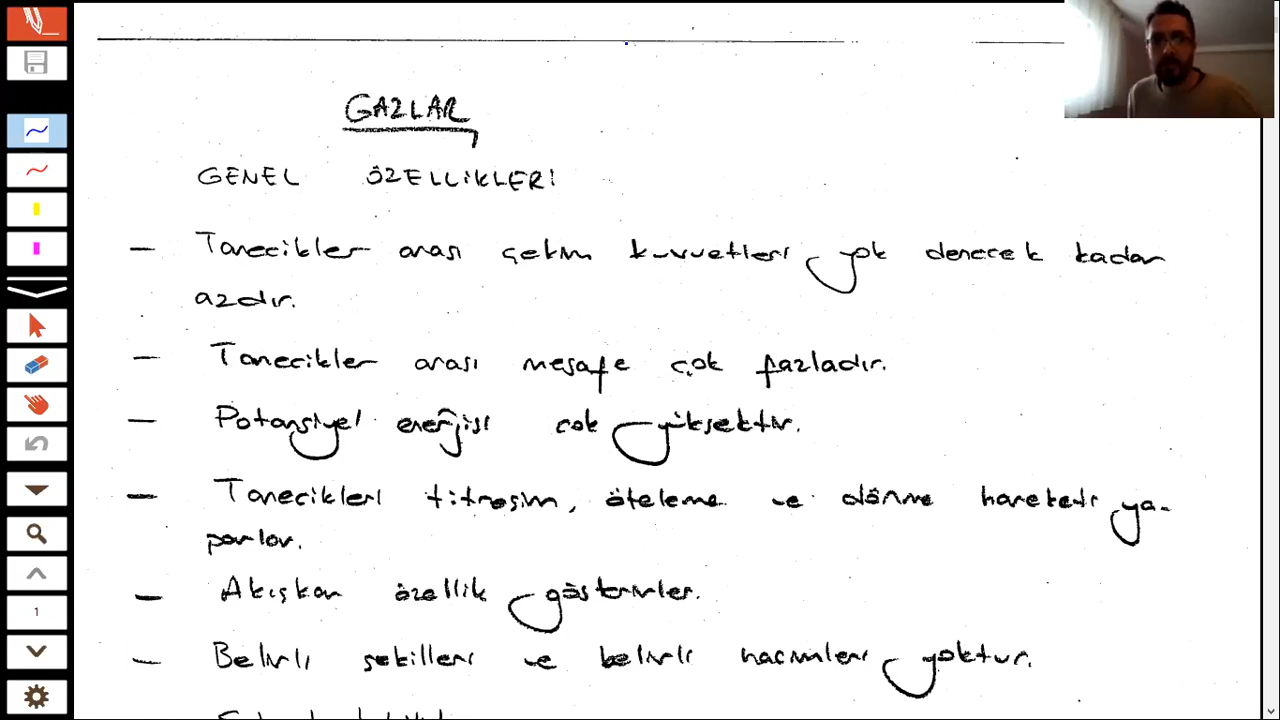 GAZLAR
GENEL ÖZELLİKLERİ
— Tanecikler arası çekim kuvvetleri yok denecek kadar
azdır.
— Tanecikler arası mesafe çok fazladır.
— Potansiyel enerjisi çok yüksektir.
— Tanecikleri titreşim, öteleme ve dönme hareketi ya-
parlar.
— Akışkan özellik gösterirler.
— Belirli şekilleri ve belirli hacimleri yoktur.
1